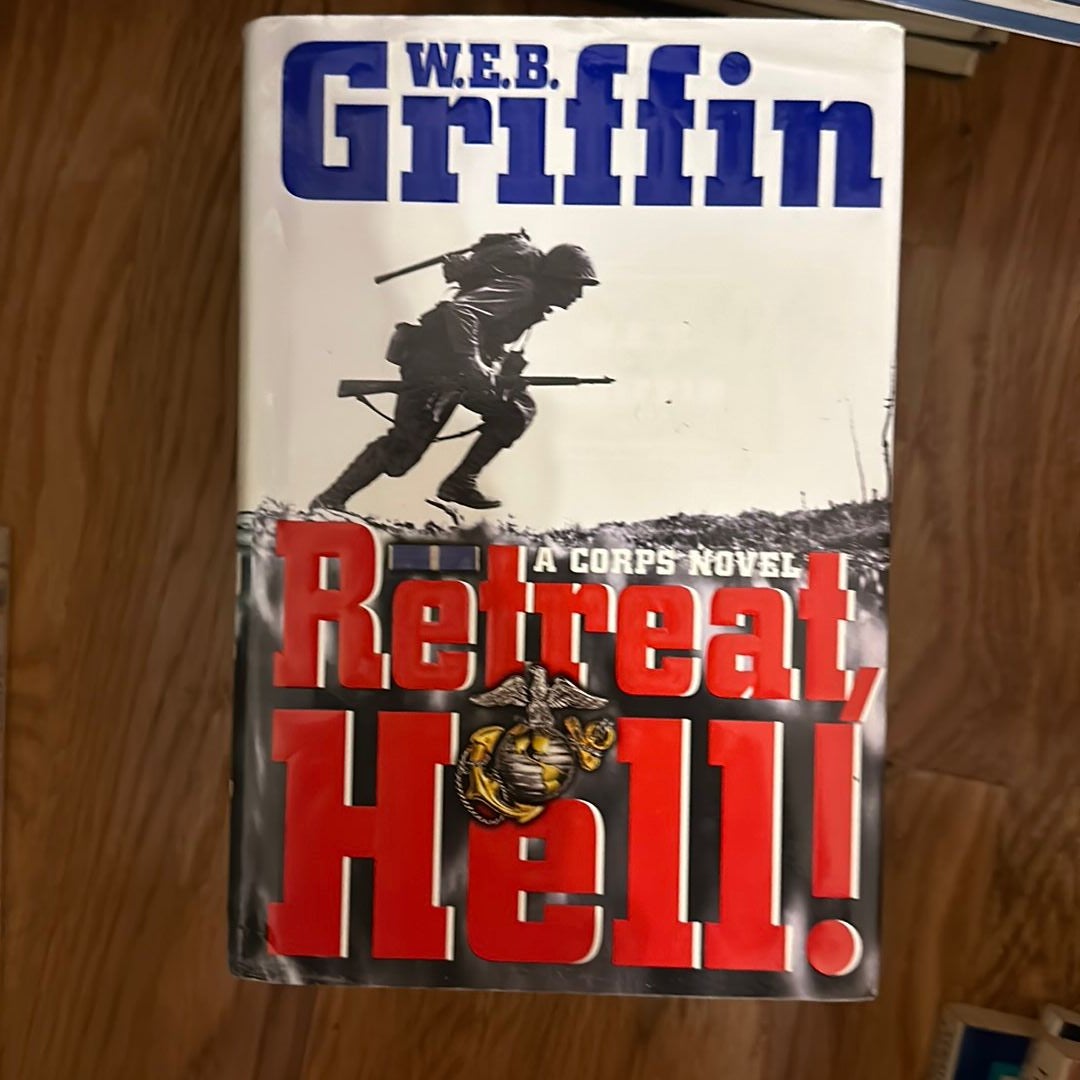 W.E.B.
Griffin
A CORPS NOVEL
Retreat,
Hell!